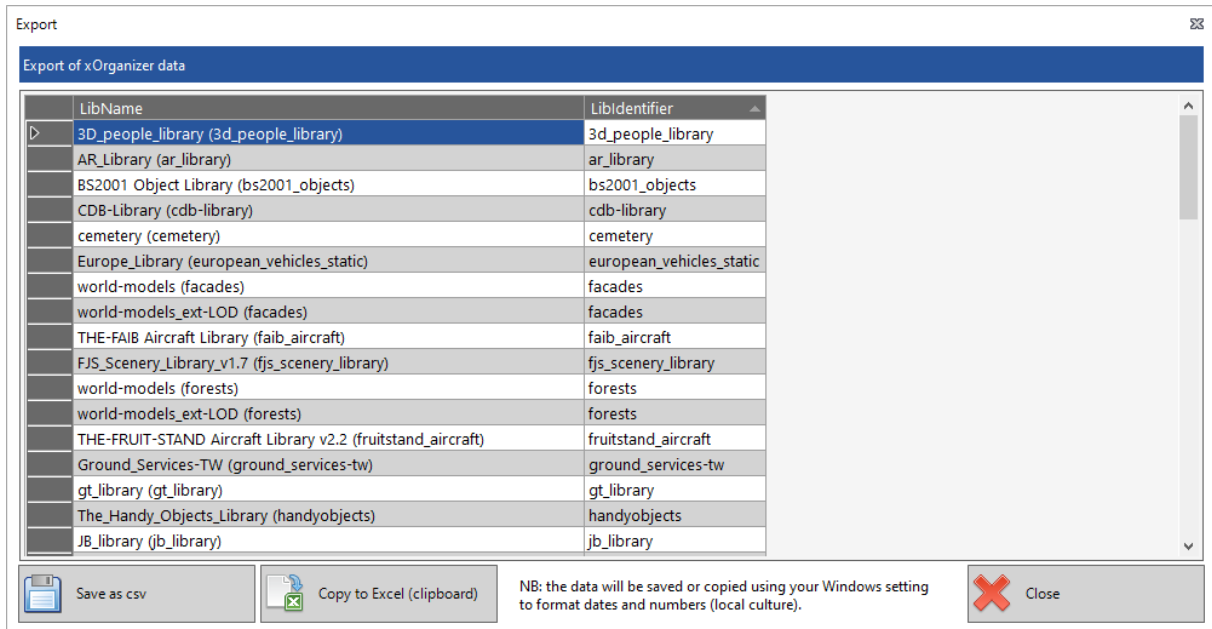 Export
Export of xOrganizer data
LibName LibIdentifier
3D_people_library (3d_people_library) 3d_people_library
AR_Library (ar_library) ar_library
BS2001 Object Library (bs2001_objects) bs2001_objects
CDB-Library (cdb-library) cdb-library
cemetery (cemetery) cemetery
Europe_Library (european_vehicles_static) european_vehicles_static
world-models (facades) facades
world-models_ext-LOD (facades) facades
THE-FAIB Aircraft Library (faib_aircraft) faib_aircraft
FJS_Scenery_Library_v1.7 (fjs_scenery_library) fjs_scenery_library
world-models (forests) forests
world-models_ext-LOD (forests) forests
THE-FRUIT-STAND Aircraft Library v2.2 (fruitstand_aircraft) fruitstand_aircraft
Ground_Services-TW (ground_services-tw) ground_services-tw
gt_library (gt_library) gt_library
The_Handy_Objects_Library (handyobjects) handyobjects
JB_library (jb_library) jb_library
Save as csv Copy to Excel (clipboard) NB: the data will be saved or copied using your Windows setting
to format dates and numbers (local culture). Close